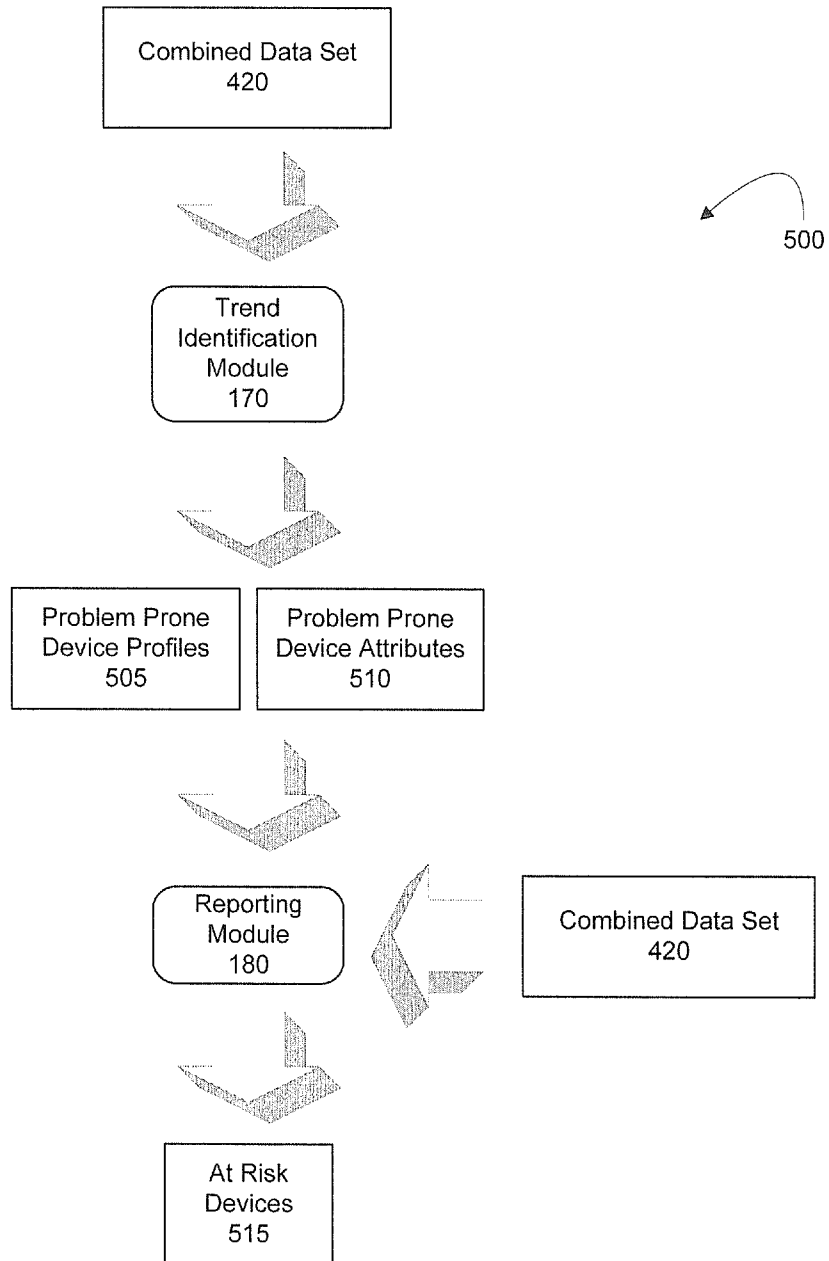 Combined Data Set
420
500
Trend
Identification
Module
170
Problem Prone
Device Profiles
505
Problem Prone
Device Attributes
510
Reporting
Module
180
Combined Data Set
420
At Risk
Devices
515